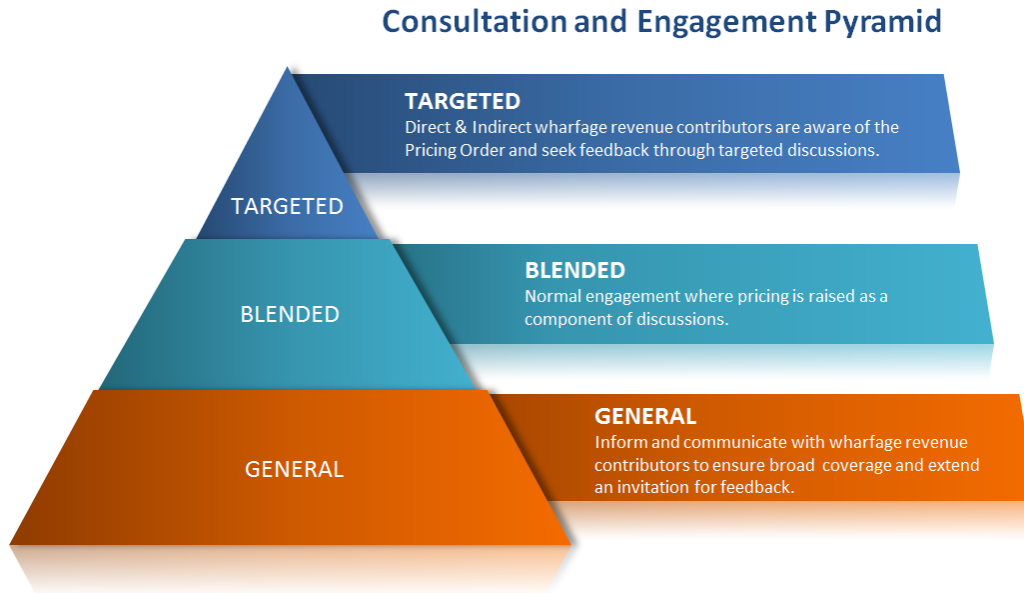 Consultation and Engagement Pyramid
TARGETED
Direct & Indirect wharfage revenue contributors are aware of the
Pricing Order and seek feedback through targeted discussions.
TARGETED
BLENDED
Normal engagement where pricing is raised as a
component of discussions.
BLENDED
GENERAL
Inform and communicate with wharfage revenue
contributors to ensure broad coverage and extend
an invitation for feedback.
GENERAL